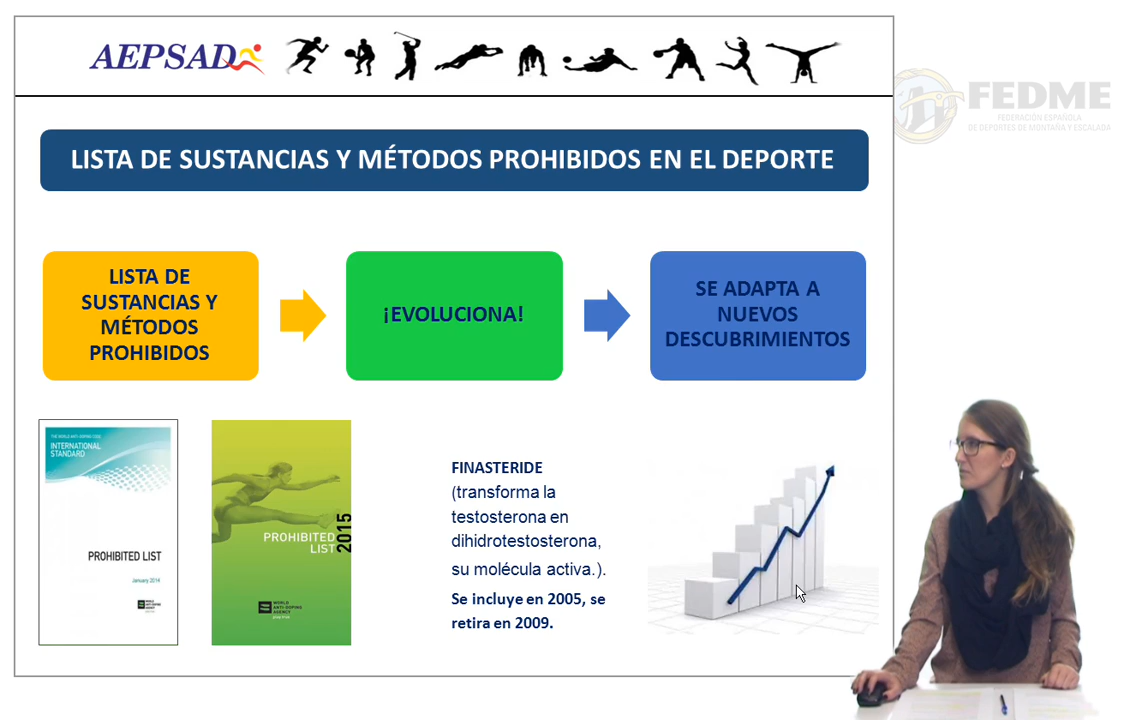 AEPSAD
FEDME
FEDERACIÓN ESPAÑOLA
DE DEPORTES DE MONTAÑA Y ESCALADA
LISTA DE SUSTANCIAS Y MÉTODOS PROHIBIDOS EN EL DEPORTE
LISTA DE
SUSTANCIAS Y
MÉTODOS
PROHIBIDOS
¡EVOLUCIONA!
SE ADAPTA A
NUEVOS
DESCUBRIMIENTOS
THE WORLD ANTI-DOPING CODE
INTERNATIONAL
STANDARD
PROHIBITED LIST
January 2014
PROHIBITED
LIST
2015
WORLD
ANTI-DOPING
AGENCY
FINASTERIDE
(transforma la
testosterona en
dihidrotestosterona,
su molécula activa.).
Se incluye en 2005, se
retira en 2009.